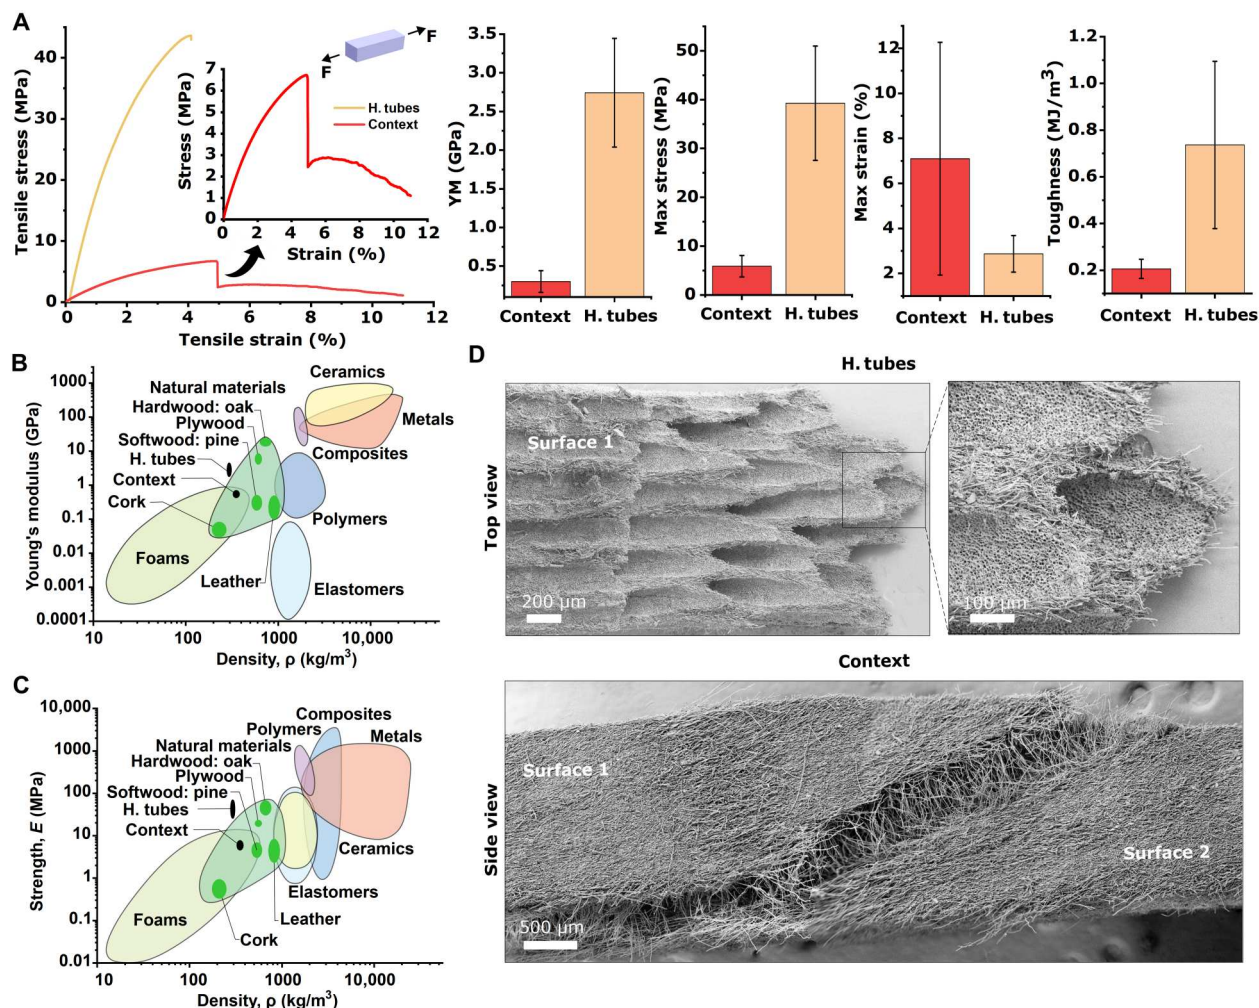 A
Tensile stress (MPa)
40
30
20
10
0
0
2
4
6
8
10
12
Tensile strain (%)
Stress (MPa)
7
6
5
4
3
2
1
0
0
2
4
6
8
10
12
Strain (%)
F
F
H. tubes
Context
YM (GPa)
3.5
3.0
2.5
2.0
1.5
1.0
0.5
Context
H. tubes
Max stress (MPa)
50
40
30
20
10
0
Context
H. tubes
Max strain (%)
12
10
8
6
4
2
Context
H. tubes
Toughness (MJ/m³)
1.2
1.0
0.8
0.6
0.4
0.2
Context
H. tubes
B
Young's modulus (GPa)
1000
100
10
1
0.1
0.01
0.001
0.0001
10
100
1000
10,000
Density, ρ (kg/m³)
Ceramics
Natural materials
Hardwood: oak
Plywood
Metals
Softwood: pine
Composites
H. tubes
Context
Cork
Polymers
Foams
Leather
Elastomers
C
Strength, E (MPa)
10,000
1000
100
10
1
0.1
0.01
10
100
1000
10,000
Density, ρ (kg/m³)
Composites
Polymers
Metals
Natural materials
Hardwood: oak
Plywood
Softwood: pine
H. tubes
Context
Ceramics
Elastomers
Foams
Leather
Cork
D
H. tubes
Top view
Surface 1
200 µm
100 µm
Context
Side view
Surface 1
Surface 2
500 µm